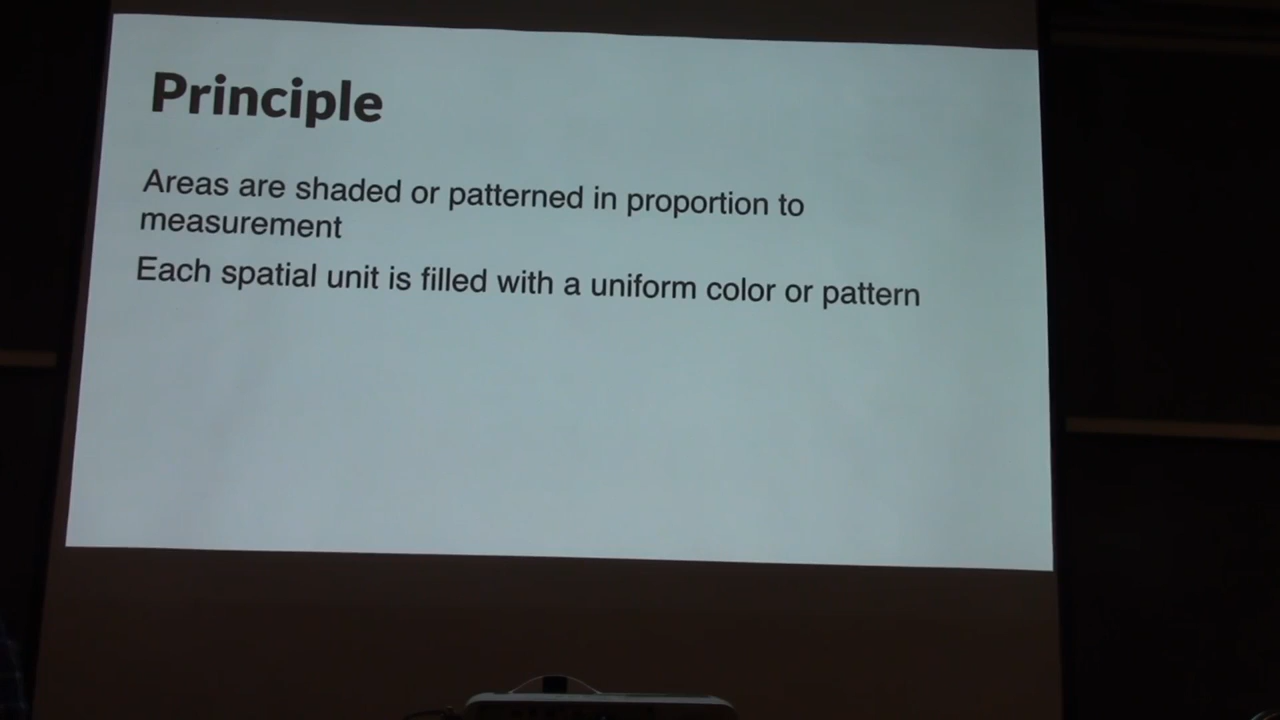 Principle
Areas are shaded or patterned in proportion to
measurement
Each spatial unit is filled with a uniform color or pattern